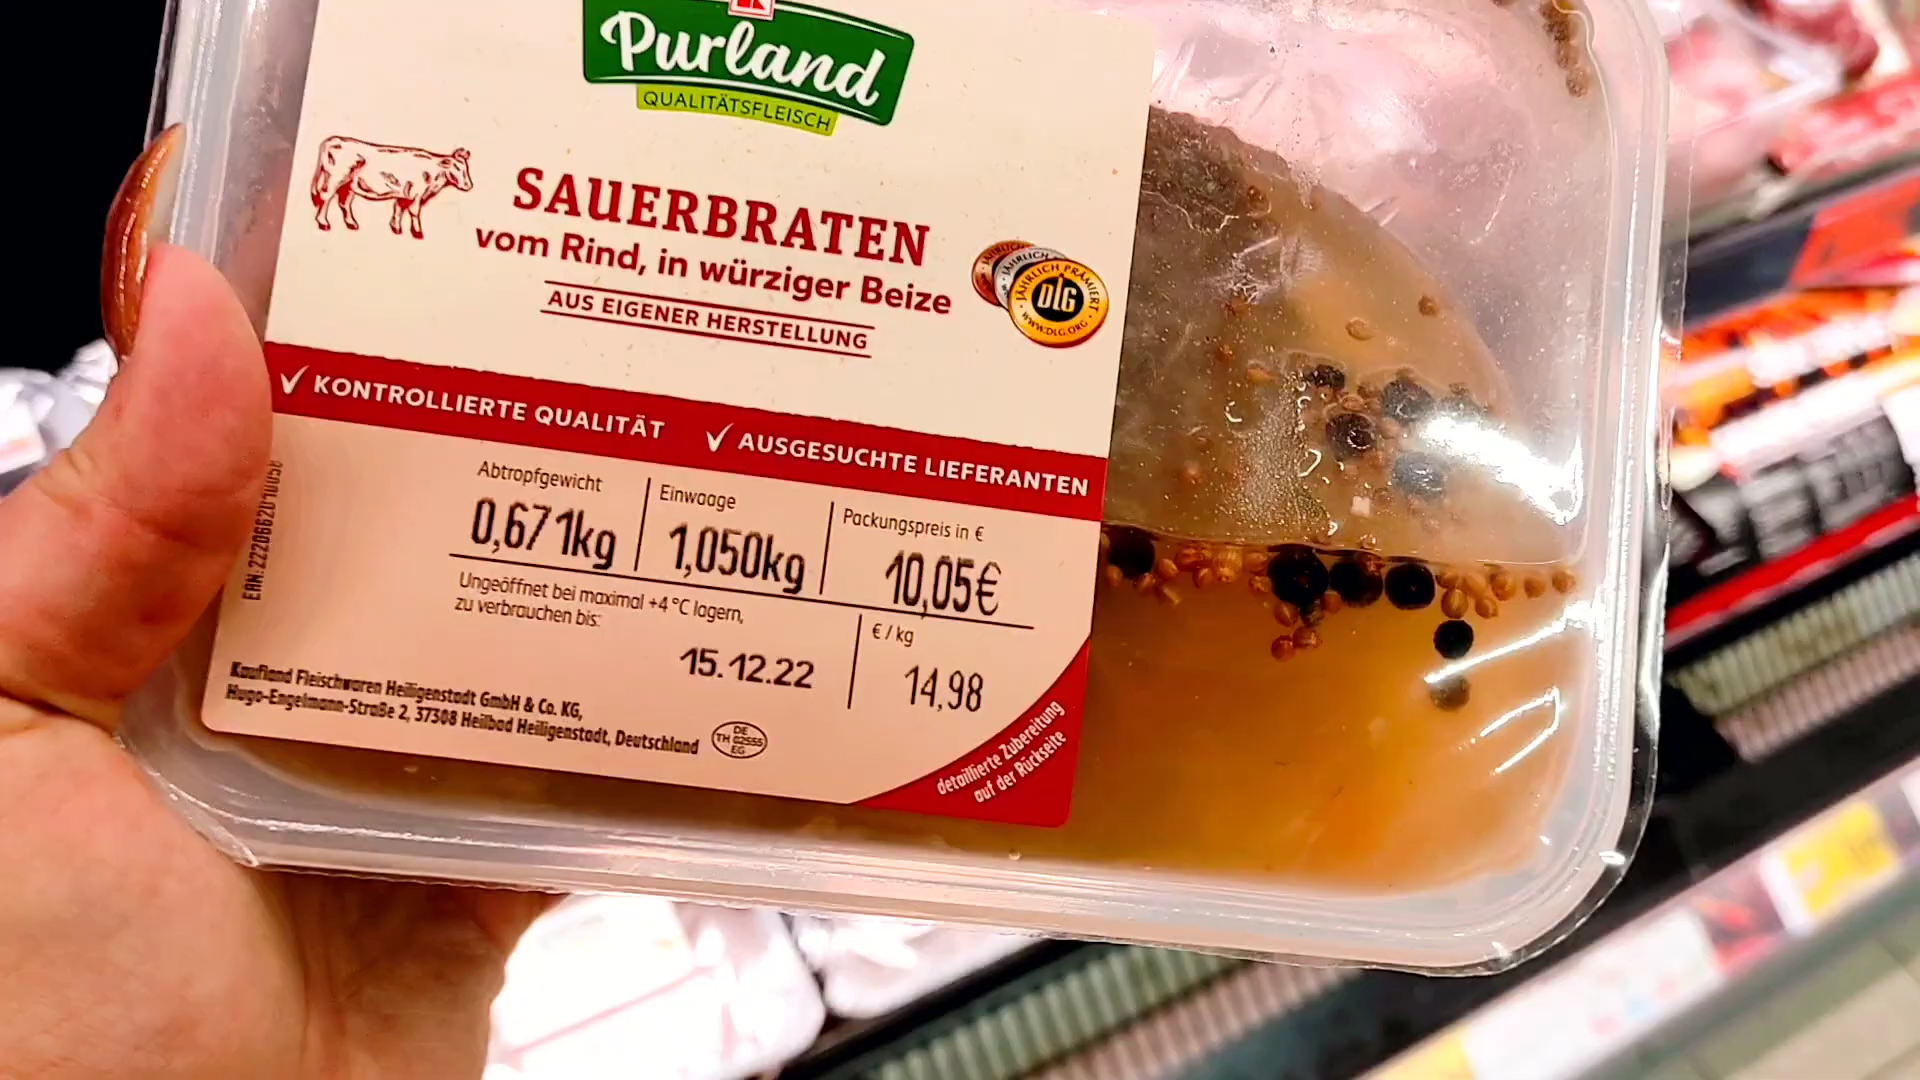 Purland
QUALITÄTSFLEISCH
SAUERBRATEN
vom Rind, in würziger Beize
AUS EIGENER HERSTELLUNG
JÄHRLICH
JÄHRLICH
JÄHRLICH PRÄMIERT
DLG
WWW.DLG.ORG
✓ KONTROLLIERTE QUALITÄT ✓ AUSGESUCHTE LIEFERANTEN
Abtropfgewicht
0,671kg
Einwaage
1,050kg
Packungspreis in €
10,05€
Ungeöffnet bei maximal +4 °C lagern,
zu verbrauchen bis:
15.12.22
€ / kg
14,98
Kaufland Fleischwaren Heiligenstadt GmbH & Co. KG,
Hugo-Engelmann-Straße 2, 37308 Heilbad Heiligenstadt, Deutschland
DE
TH 02555
EG
detaillierte Zubereitung
auf der Rückseite